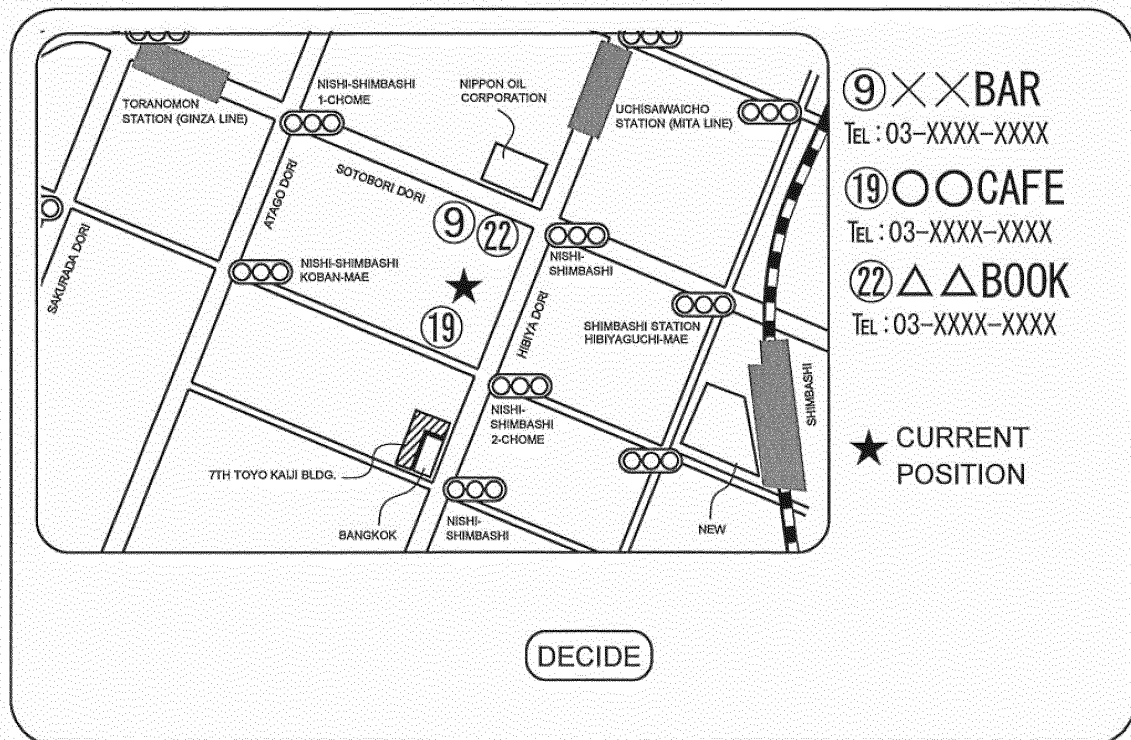 TORANOMON
STATION (GINZA LINE)
NISHI-SHIMBASHI
1-CHOME
NIPPON OIL
CORPORATION
UCHISAIWAICHO
STATION (MITA LINE)
SOTOBORI DORI
ATAGO DORI
SAKURADA DORI
⑨
㉒
★
⑲
NISHI-SHIMBASHI
KOBAN-MAE
NISHI-
SHIMBASHI
HIBIYA DORI
SHIMBASHI STATION
HIBIYAGUCHI-MAE
SHIMBASHI
NISHI-
SHIMBASHI
2-CHOME
7TH TOYO KAIJI BLDG.
BANGKOK
NISHI-
SHIMBASHI
NEW
⑨××BAR
TEL:03-XXXX-XXXX
⑲○○CAFE
TEL:03-XXXX-XXXX
㉒△△BOOK
TEL:03-XXXX-XXXX
★ CURRENT
POSITION
DECIDE